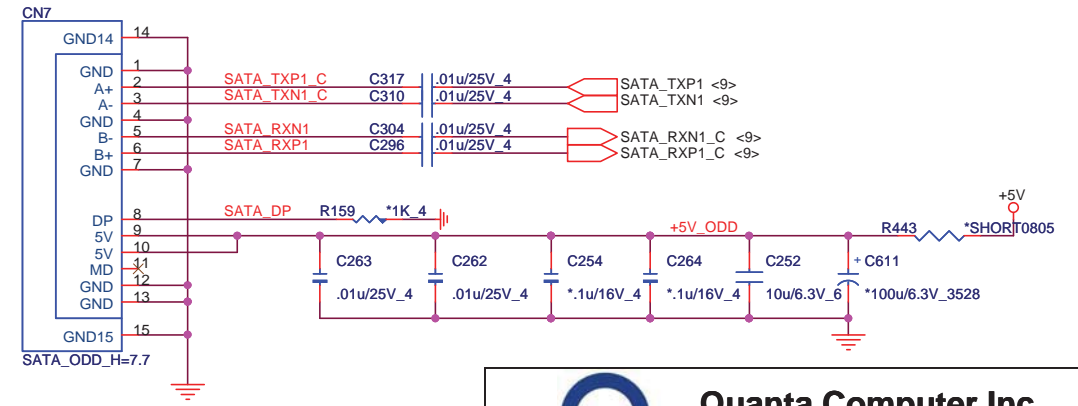 CN7
GND14 14
GND 1
A+ 2 SATA_TXP1_C C317 .01u/25V_4 SATA_TXP1 <9>
A- 3 SATA_TXN1_C C310 .01u/25V_4 SATA_TXN1 <9>
GND 4
B- 5 SATA_RXN1 C304 .01u/25V_4 SATA_RXN1_C <9>
B+ 6 SATA_RXP1 C296 .01u/25V_4 SATA_RXP1_C <9>
GND 7
+5V
DP 8 SATA_DP R159 *1K_4
5V 9 +5V_ODD R443 *SHORT0805
5V 10
MD 11
C263 C262 C254 C264 C252 + C611
GND 12
GND 13
.01u/25V_4 .01u/25V_4 *.1u/16V_4 *.1u/16V_4 10u/6.3V_6 *100u/6.3V_3528
GND15 15
SATA_ODD_H=7.7
Quanta Computer Inc